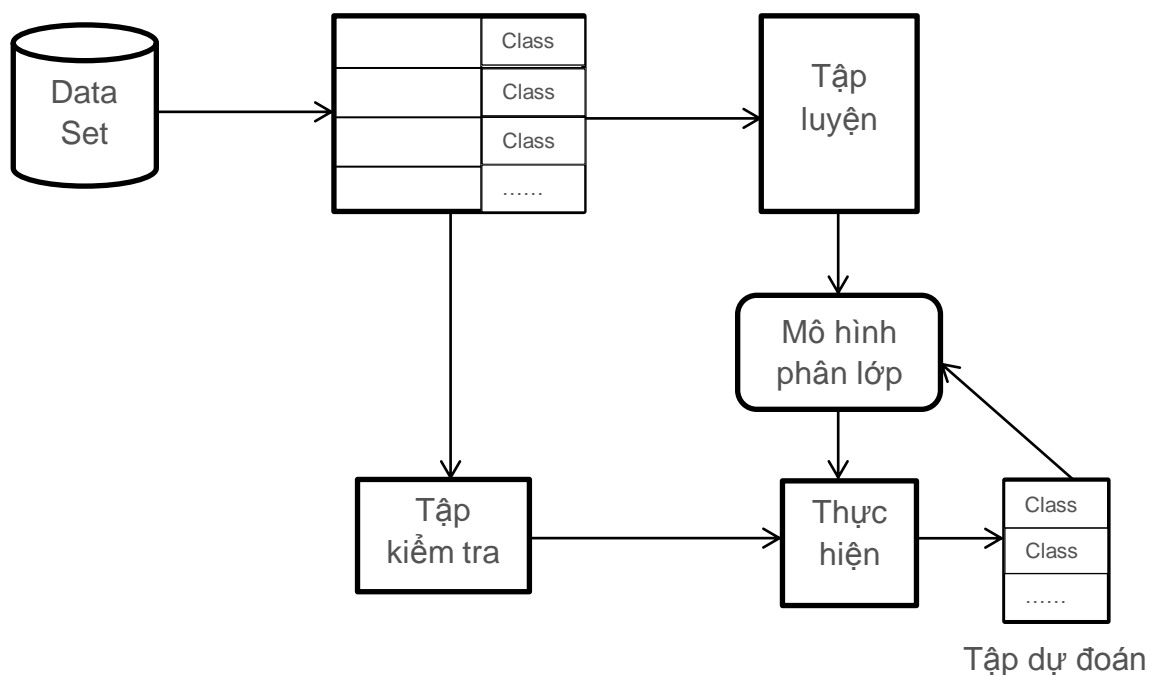 Data
Set
Class
Class
Class
......
Tập
luyện
Mô hình
phân lớp
Tập
kiểm tra
Thực
hiện
Class
Class
......
Tập dự đoán